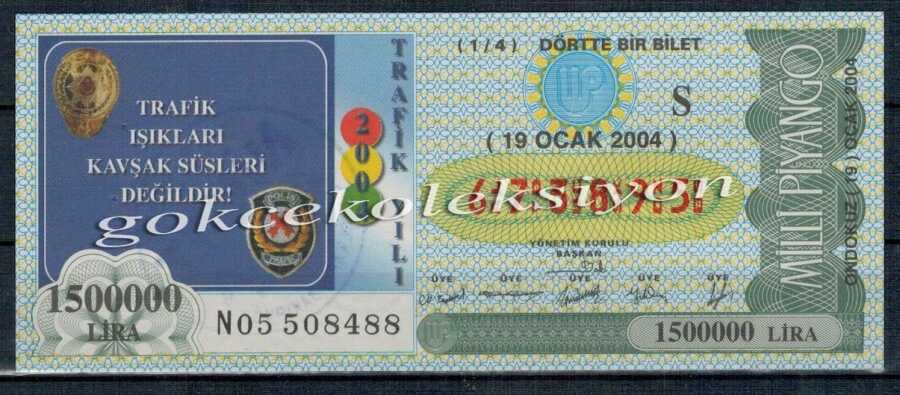 TRAFİK
IŞIKLARI
KAVŞAK SÜSLERİ
DEĞİLDİR!
POLİS
TRAFİK YILI
1500000
LİRA
N05 508488
(1/4) DÖRTTE BİR BİLET
S
(19 OCAK 2004)
gokcekoleksiyon
YÖNETİM KURULU
BAŞKAN
ÜYE ÜYE ÜYE ÜYE ÜYE
1500000 LİRA
MİLLİ PİYANGO
ONDOKUZ (19) OCAK 2004